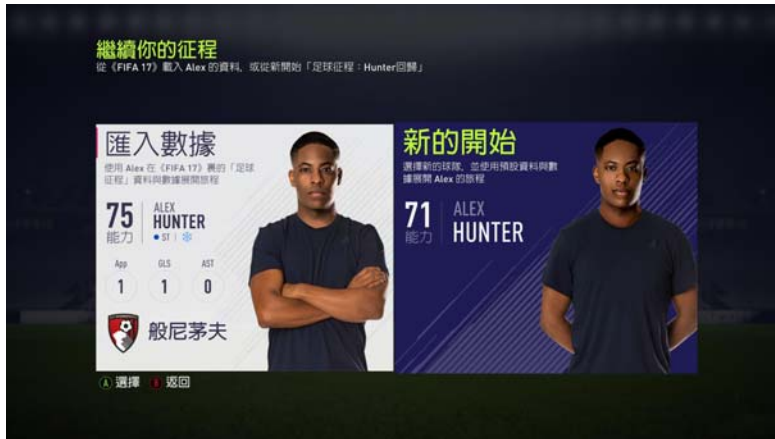 繼續你的征程
從《FIFA 17》載入 Alex 的資料，或從新開始「足球征程：Hunter回歸」
匯入數據
使用 Alex 在《FIFA 17》裏的「足球
征程」資料與數據展開旅程
75
能力
ALEX
HUNTER
ST
App GLS AST
1 1 0
般尼茅夫
新的開始
選擇新的球隊，並使用預設資料與數
據展開 Alex 的旅程
71
能力
ALEX
HUNTER
A 選擇 B 返回